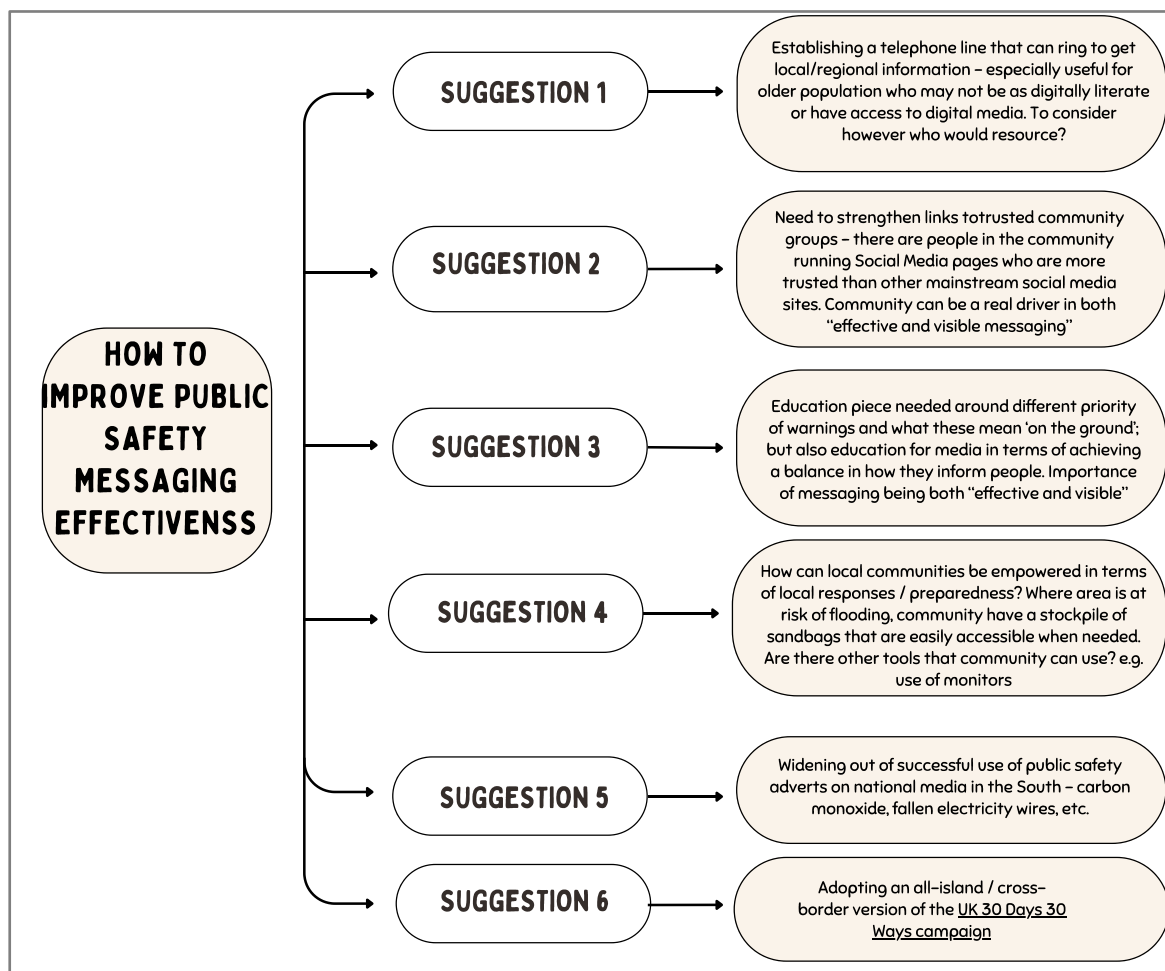 HOW TO
IMPROVE PUBLIC
SAFETY
MESSAGING
EFFECTIVENSS
SUGGESTION 1
Establishing a telephone line that can ring to get
local/regional information - especially useful for
older population who may not be as digitally literate
or have access to digital media. To consider
however who would resource?
SUGGESTION 2
Need to strengthen links totrusted community
groups - there are people in the community
running Social Media pages who are more
trusted than other mainstream social media
sites. Community can be a real driver in both
“effective and visible messaging”
SUGGESTION 3
Education piece needed around different priority
of warnings and what these mean ‘on the ground’;
but also education for media in terms of achieving
a balance in how they inform people. Importance
of messaging being both “effective and visible”
SUGGESTION 4
How can local communities be empowered in terms
of local responses / preparedness? Where area is at
risk of flooding, community have a stockpile of
sandbags that are easily accessible when needed.
Are there other tools that community can use? e.g.
use of monitors
SUGGESTION 5
Widening out of successful use of public safety
adverts on national media in the South - carbon
monoxide, fallen electricity wires, etc.
SUGGESTION 6
Adopting an all-island / cross-
border version of the UK 30 Days 30
Ways campaign